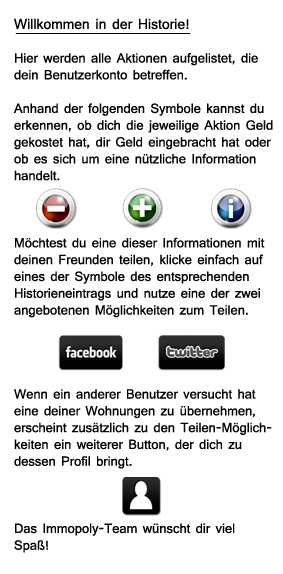 Willkommen in der Historie!
Hier werden alle Aktionen aufgelistet, die
dein Benutzerkonto betreffen.
Anhand der folgenden Symbole kannst du
erkennen, ob dich die jeweilige Aktion Geld
gekostet hat, dir Geld eingebracht hat oder
ob es sich um eine nützliche Information
handelt.
i
Möchtest du eine dieser Informationen mit
deinen Freunden teilen, klicke einfach auf
eines der Symbole des entsprechenden
Historieneintrags und nutze eine der zwei
angebotenen Möglichkeiten zum Teilen.
facebook twitter
Wenn ein anderer Benutzer versucht hat
eine deiner Wohnungen zu übernehmen,
erscheint zusätzlich zu den Teilen-Möglich-
keiten ein weiterer Button, der dich zu
dessen Profil bringt.
Das Immopoly-Team wünscht dir viel
Spaß!